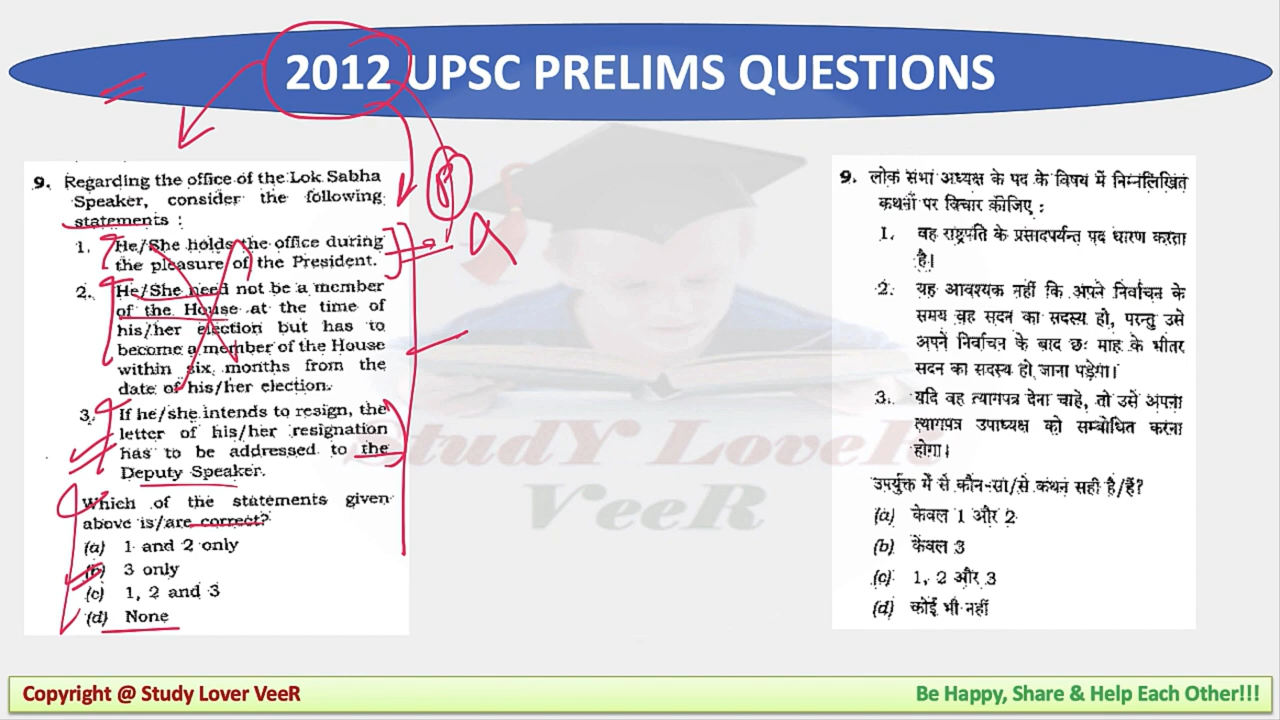 2012 UPSC PRELIMS QUESTIONS
9. Regarding the office of the Lok Sabha
Speaker, consider the following
statements :
1. He/She holds the office during
the pleasure of the President.
2. He/She need not be a member
of the House at the time of
his/her election but has to
become a member of the House
within six months from the
date of his/her election.
3. If he/she intends to resign, the
letter of his/her resignation
has to be addressed to the
Deputy Speaker.
Which of the statements given
above is/are correct?
(a) 1 and 2 only
(b) 3 only
(c) 1, 2 and 3
(d) None
9. लोक सभा अध्यक्ष के पद के विषय में निम्नलिखित
कथनों पर विचार कीजिए :
1. वह राष्ट्रपति के प्रसादपर्यन्त पद धारण करता
है।
2. यह आवश्यक नहीं कि अपने निर्वाचन के
समय वह सदन का सदस्य हो, परन्तु उसे
अपने निर्वाचन के बाद छः माह के भीतर
सदन का सदस्य हो जाना पड़ेगा।
3. यदि वह त्यागपत्र देना चाहे, तो उसे अपना
त्यागपत्र उपाध्यक्ष को सम्बोधित करना
होगा।
उपर्युक्त में से कौन-सा/से कथन सही है/हैं?
(a) केवल 1 और 2
(b) केवल 3
(c) 1, 2 और 3
(d) कोई भी नहीं
StudY LoveR
VeeR
Copyright @ Study Lover VeeR
Be Happy, Share & Help Each Other!!!